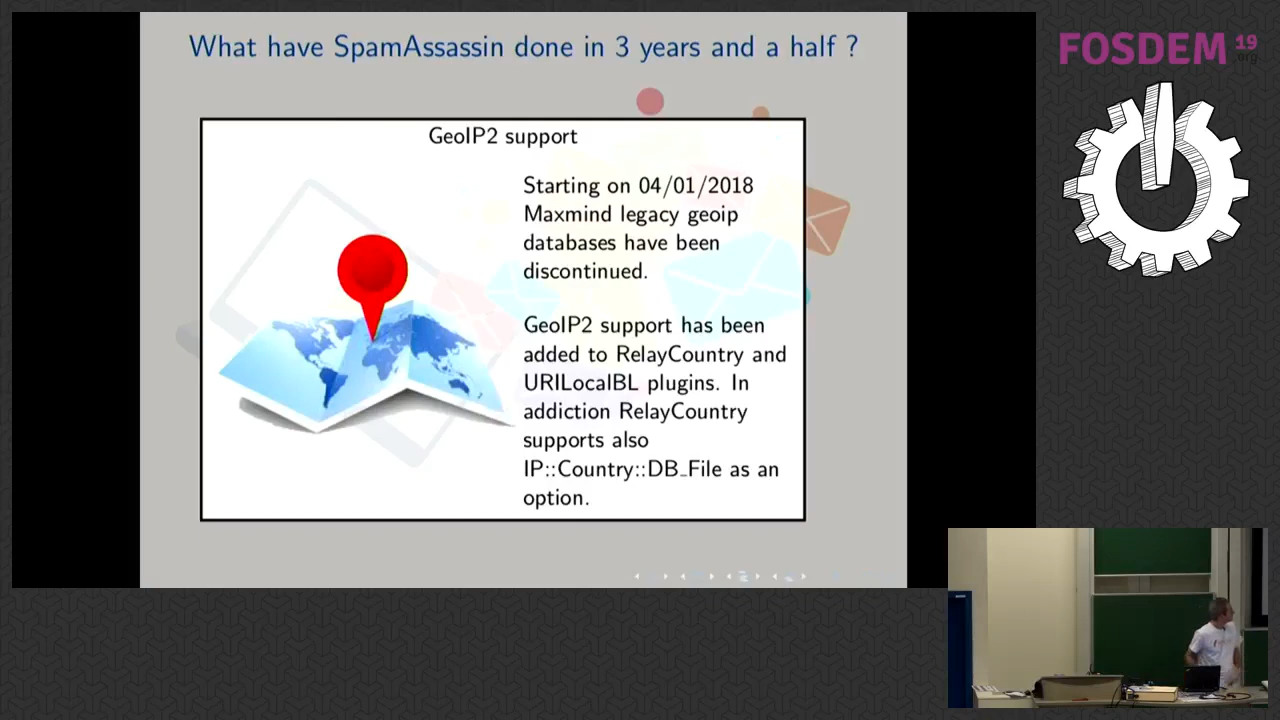 What have SpamAssassin done in 3 years and a half ?
FOSDEM 19
.org
GeoIP2 support
Starting on 04/01/2018
Maxmind legacy geoip
databases have been
discontinued.
GeoIP2 support has been
added to RelayCountry and
URILocalBL plugins. In
addiction RelayCountry
supports also
IP::Country::DB_File as an
option.